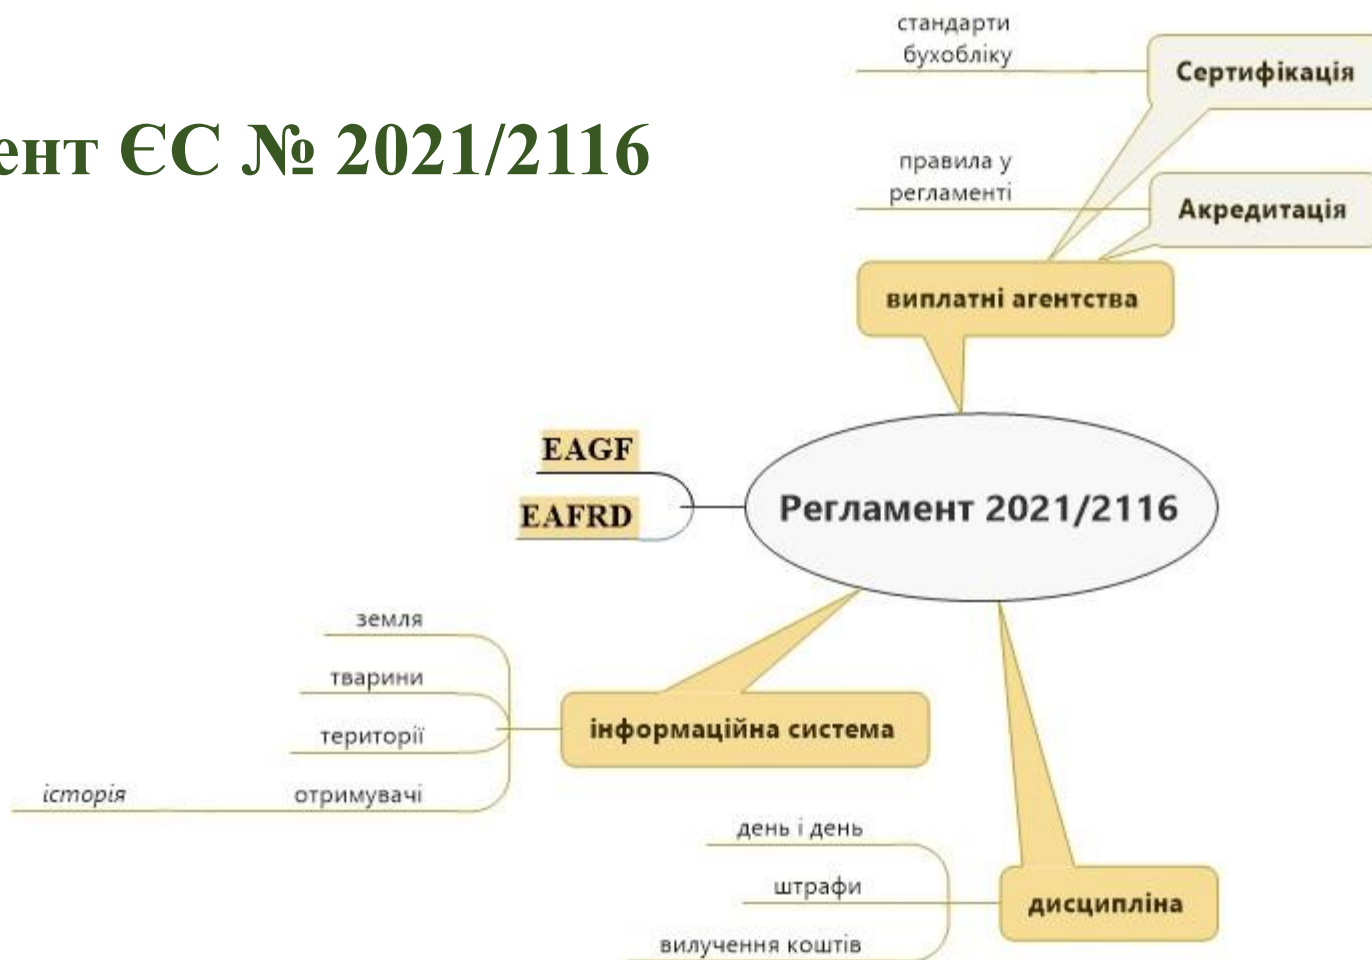 ент ЄС № 2021/2116
стандарти
бухобліку
Сертифікація
правила у
регламенті
Акредитація
виплатні агентства
EAGF
EAFRD
Регламент 2021/2116
земля
тварини
території
історія
отримувачі
інформаційна система
день і день
штрафи
вилучення коштів
дисципліна